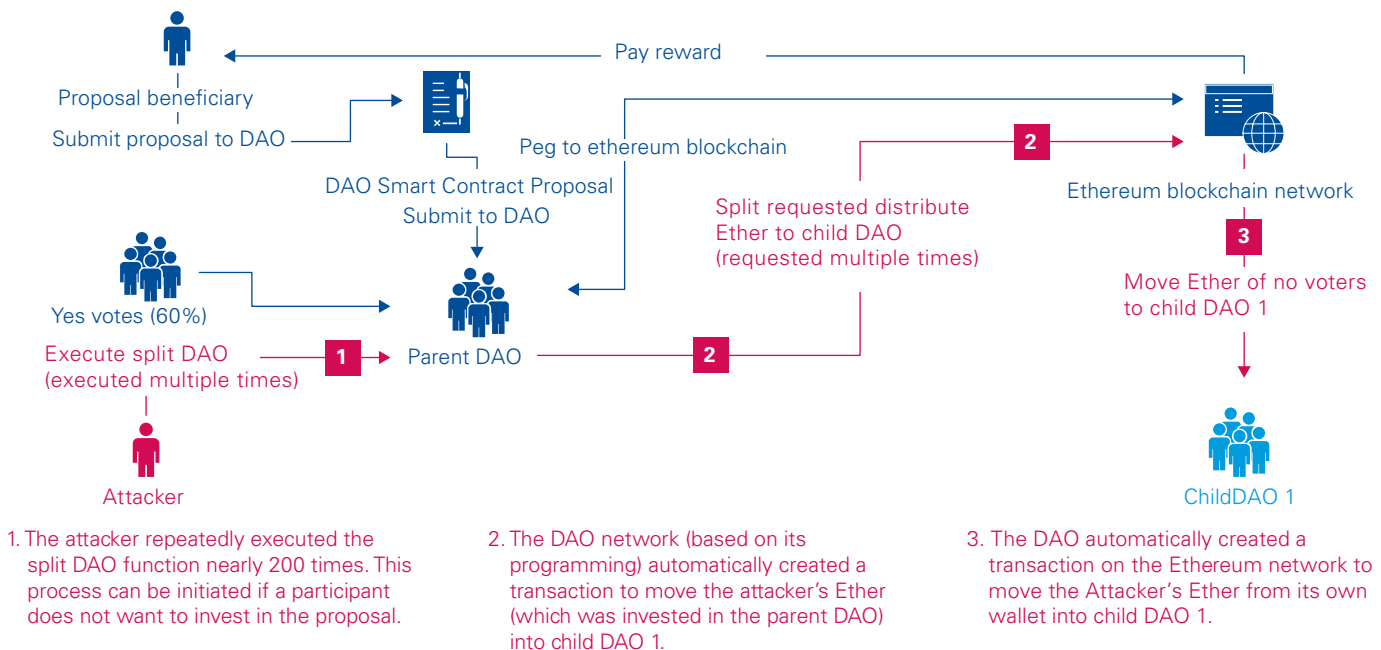 Pay reward
Proposal beneficiary
Submit proposal to DAO
Peg to ethereum blockchain
2
DAO Smart Contract Proposal
Submit to DAO
Ethereum blockchain network
Split requested distribute
Ether to child DAO
(requested multiple times)
3
Move Ether of no voters
to child DAO 1
Yes votes (60%)
Execute split DAO
(executed multiple times)
1
Parent DAO
2
Attacker
ChildDAO 1
1. The attacker repeatedly executed the
split DAO function nearly 200 times. This
process can be initiated if a participant
does not want to invest in the proposal.
2. The DAO network (based on its
programming) automatically created a
transaction to move the attacker’s Ether
(which was invested in the parent DAO)
into child DAO 1.
3. The DAO automatically created a
transaction on the Ethereum network to
move the Attacker’s Ether from its own
wallet into child DAO 1.